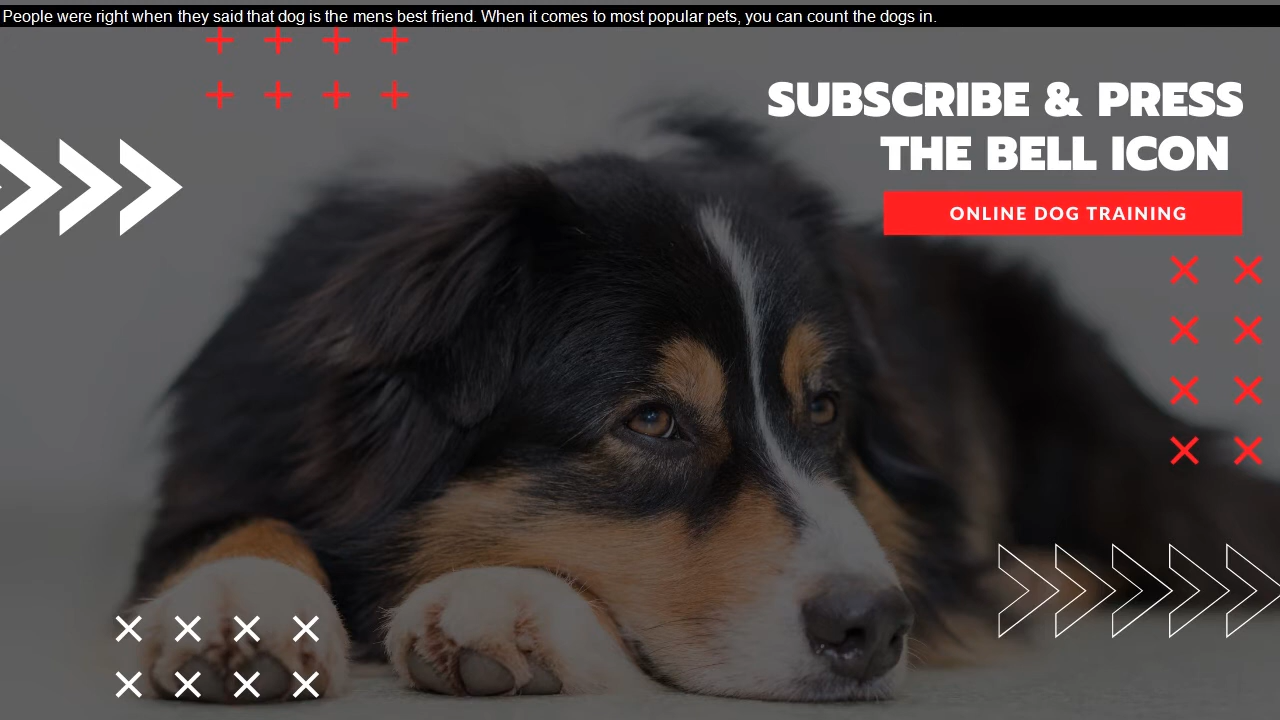 People were right when they said that dog is the mens best friend. When it comes to most popular pets, you can count the dogs in.
SUBSCRIBE & PRESS
THE BELL ICON
ONLINE DOG TRAINING